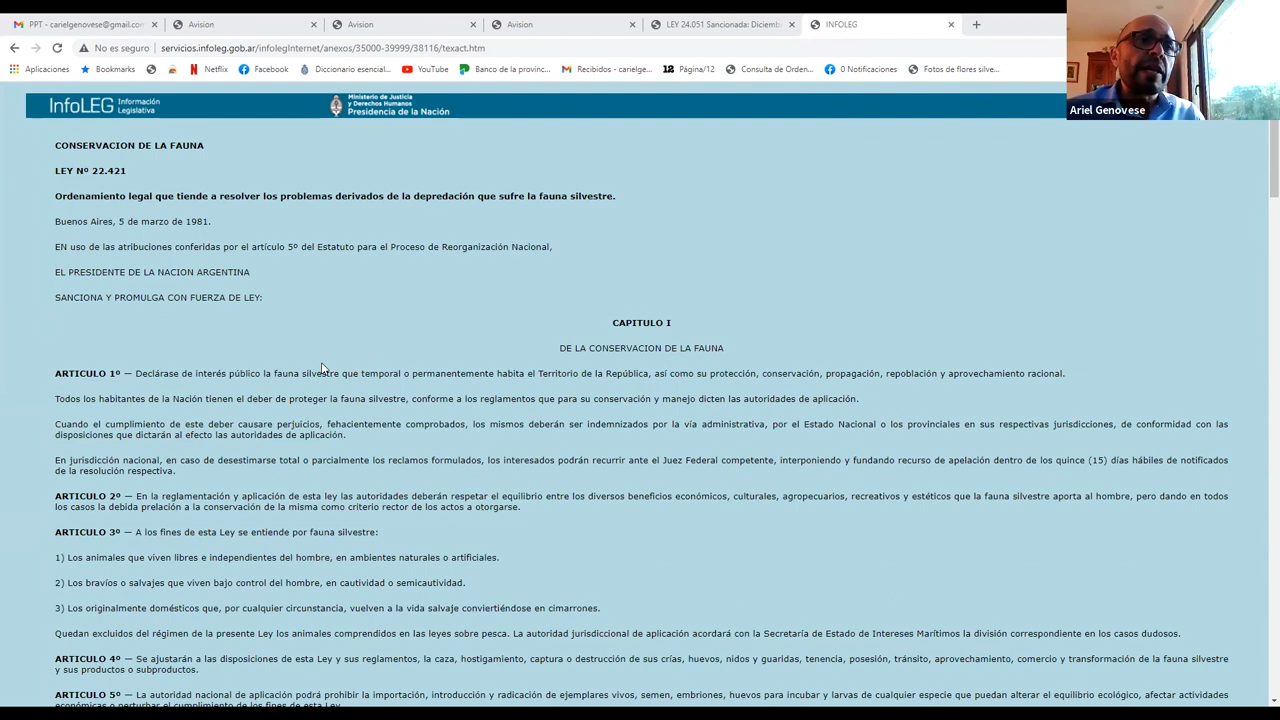 PPT - carielgenovese@gmail.con
Avision
Avision
Avision
LEY 24.051 Sancionada: Diciemb
INFOLEG
No es seguro
servicios.infoleg.gob.ar/infolegInternet/anexos/35000-39999/38116/texact.htm
Aplicaciones
Bookmarks
Netflix
Facebook
Diccionario esencial...
YouTube
Banco de la provinc...
Recibidos - carielge...
12 Página/12
Consulta de Orden...
0 Notificaciones
Fotos de flores silve...
InfoLEG Información Legislativa
Ministerio de Justicia
y Derechos Humanos
Presidencia de la Nación
Ariel Genovese
CONSERVACION DE LA FAUNA
LEY Nº 22.421
Ordenamiento legal que tiende a resolver los problemas derivados de la depredación que sufre la fauna silvestre.
Buenos Aires, 5 de marzo de 1981.
EN uso de las atribuciones conferidas por el artículo 5º del Estatuto para el Proceso de Reorganización Nacional,
EL PRESIDENTE DE LA NACION ARGENTINA
SANCIONA Y PROMULGA CON FUERZA DE LEY:
CAPITULO I
DE LA CONSERVACION DE LA FAUNA
ARTICULO 1º — Declárase de interés público la fauna silvestre que temporal o permanentemente habita el Territorio de la República, así como su protección, conservación, propagación, repoblación y aprovechamiento racional.
Todos los habitantes de la Nación tienen el deber de proteger la fauna silvestre, conforme a los reglamentos que para su conservación y manejo dicten las autoridades de aplicación.
Cuando el cumplimiento de este deber causare perjuicios, fehacientemente comprobados, los mismos deberán ser indemnizados por la vía administrativa, por el Estado Nacional o los provinciales en sus respectivas jurisdicciones, de conformidad con las
disposiciones que dictarán al efecto las autoridades de aplicación.
En jurisdicción nacional, en caso de desestimarse total o parcialmente los reclamos formulados, los interesados podrán recurrir ante el Juez Federal competente, interponiendo y fundando recurso de apelación dentro de los quince (15) días hábiles de notificados
de la resolución respectiva.
ARTICULO 2º — En la reglamentación y aplicación de esta ley las autoridades deberán respetar el equilibrio entre los diversos beneficios económicos, culturales, agropecuarios, recreativos y estéticos que la fauna silvestre aporta al hombre, pero dando en todos
los casos la debida prelación a la conservación de la misma como criterio rector de los actos a otorgarse.
ARTICULO 3º — A los fines de esta Ley se entiende por fauna silvestre:
1) Los animales que viven libres e independientes del hombre, en ambientes naturales o artificiales.
2) Los bravíos o salvajes que viven bajo control del hombre, en cautividad o semicautividad.
3) Los originalmente domésticos que, por cualquier circunstancia, vuelven a la vida salvaje conviertiéndose en cimarrones.
Quedan excluidos del régimen de la presente Ley los animales comprendidos en las leyes sobre pesca. La autoridad jurisdiccional de aplicación acordará con la Secretaría de Estado de Intereses Marítimos la división correspondiente en los casos dudosos.
ARTICULO 4º — Se ajustarán a las disposiciones de esta Ley y sus reglamentos, la caza, hostigamiento, captura o destrucción de sus crías, huevos, nidos y guaridas, tenencia, posesión, tránsito, aprovechamiento, comercio y transformación de la fauna silvestre
y sus productos o subproductos.
ARTICULO 5º — La autoridad nacional de aplicación podrá prohibir la importación, introducción y radicación de ejemplares vivos, semen, embriones, huevos para incubar y larvas de cualquier especie que puedan alterar el equilibrio ecológico, afectar actividades
económicas o perturbar el cumplimiento de los fines de esta Ley.